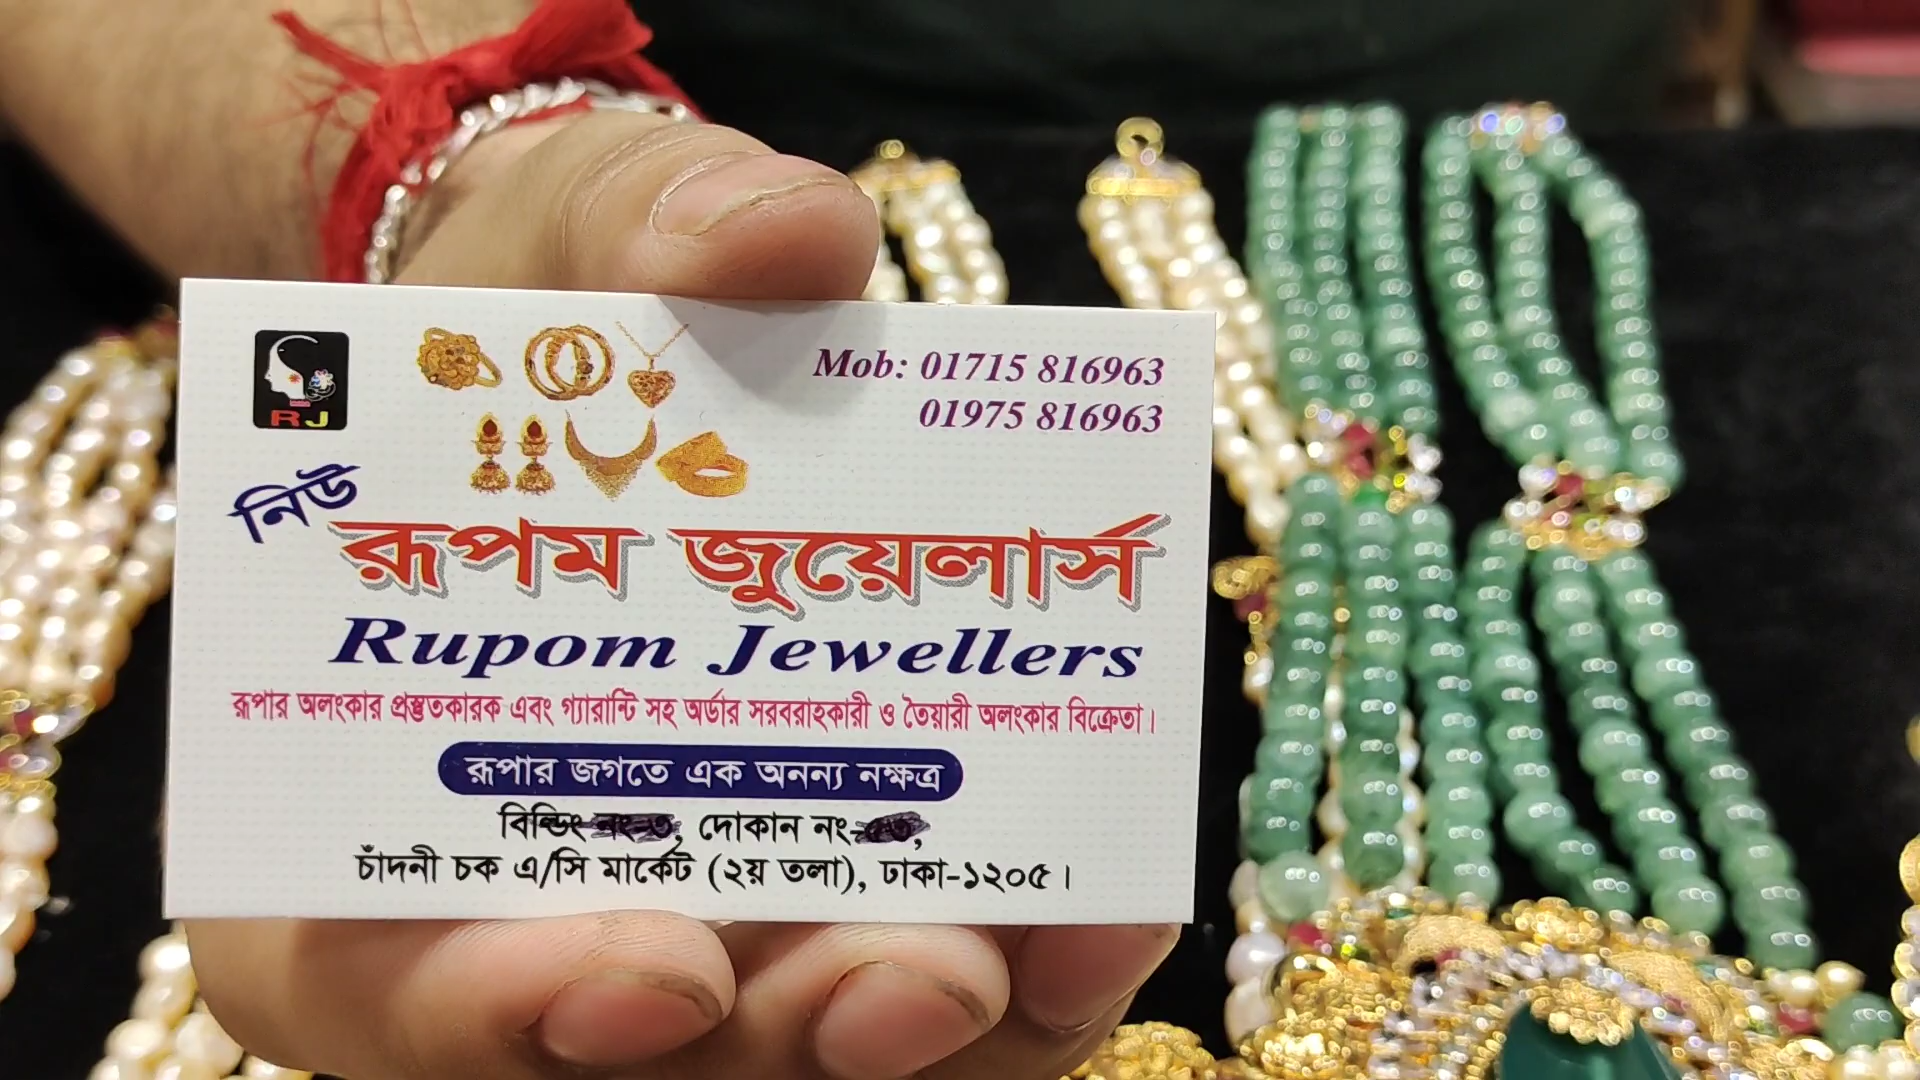 RJ
Mob: 01715 816963
01975 816963
নিউ
রূপম জুয়েলার্স
Rupom Jewellers
রূপার অলংকার প্রস্তুতকারক এবং গ্যারান্টি সহ অর্ডার সরবরাহকারী ও তৈয়ারী অলংকার বিক্রেতা।
রূপার জগতে এক অনন্য নক্ষত্র
বিল্ডিং নং-৩, দোকান নং-
চাঁদনী চক এ/সি মার্কেট (২য় তলা), ঢাকা-১২০৫।